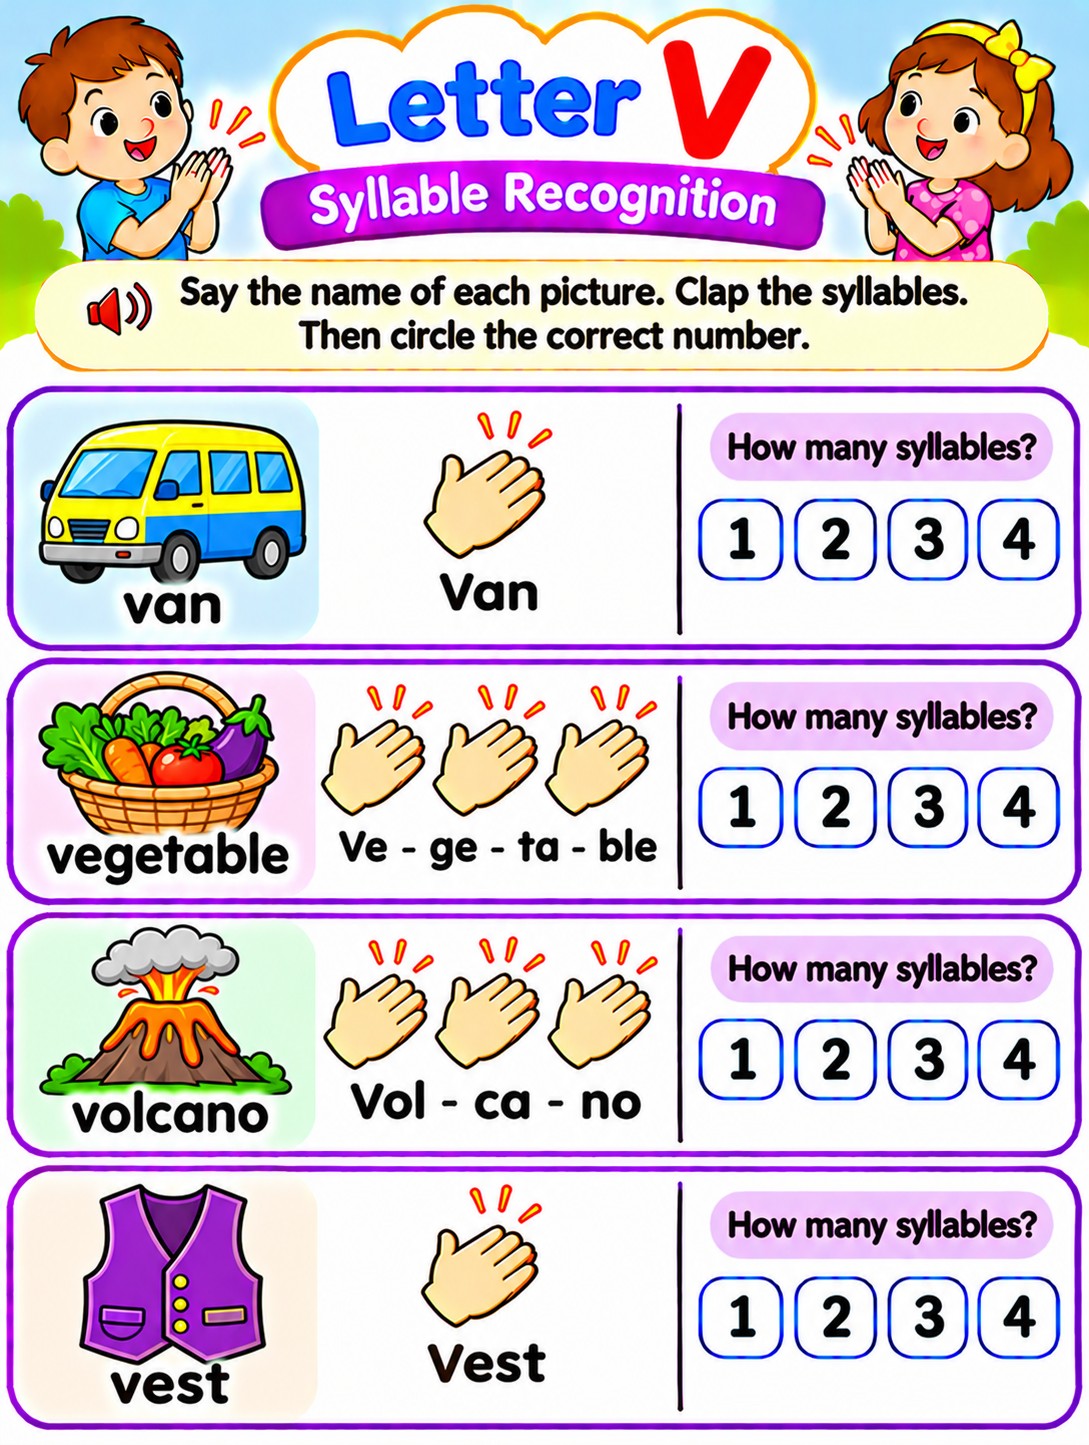 Letter V
Syllable Recognition
Say the name of each picture. Clap the syllables.
Then circle the correct number.
van
Van
How many syllables?
1 2 3 4
vegetable
Ve - ge - ta - ble
How many syllables?
1 2 3 4
volcano
Vol - ca - no
How many syllables?
1 2 3 4
vest
Vest
How many syllables?
1 2 3 4